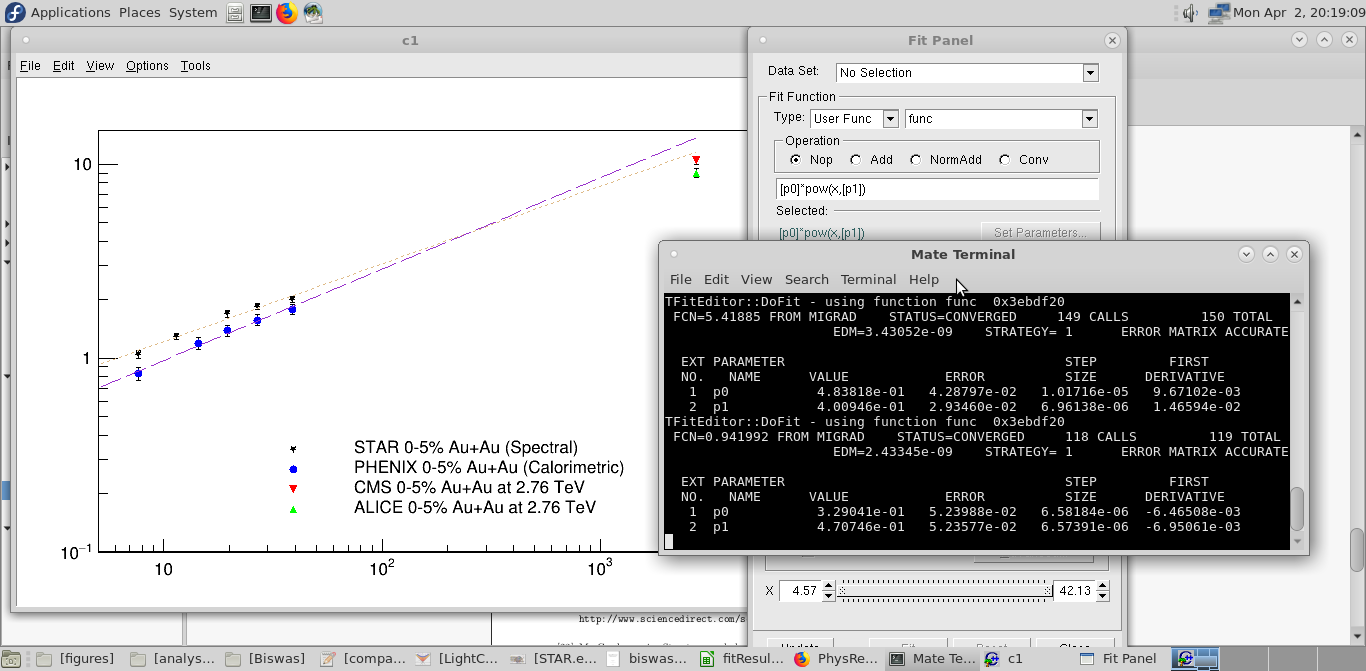 Applications Places System
Mon Apr 2, 20:19:09
c1
File Edit View Options Tools
10
1
10⁻¹
10
10²
10³
STAR 0-5% Au+Au (Spectral)
PHENIX 0-5% Au+Au (Calorimetric)
CMS 0-5% Au+Au at 2.76 TeV
ALICE 0-5% Au+Au at 2.76 TeV
Fit Panel
Data Set: No Selection
Fit Function
Type: User Func func
Operation
Nop Add NormAdd Conv
[p0]*pow(x,[p1])
Selected:
[p0]*pow(x,[p1])
Set Parameters...
Mate Terminal
File Edit View Search Terminal Help
TFitEditor::DoFit - using function func 0x3ebdf20
FCN=5.41885 FROM MIGRAD STATUS=CONVERGED 149 CALLS 150 TOTAL
EDM=3.43052e-09 STRATEGY= 1 ERROR MATRIX ACCURATE
EXT PARAMETER STEP FIRST
NO. NAME VALUE ERROR SIZE DERIVATIVE
1 p0 4.83818e-01 4.28797e-02 1.01716e-05 9.67102e-03
2 p1 4.00946e-01 2.93460e-02 6.96138e-06 1.46594e-02
TFitEditor::DoFit - using function func 0x3ebdf20
FCN=0.941992 FROM MIGRAD STATUS=CONVERGED 118 CALLS 119 TOTAL
EDM=2.43345e-09 STRATEGY= 1 ERROR MATRIX ACCURATE
EXT PARAMETER STEP FIRST
NO. NAME VALUE ERROR SIZE DERIVATIVE
1 p0 3.29041e-01 5.23988e-02 6.58184e-06 -6.46508e-03
2 p1 4.70746e-01 5.23577e-02 6.57391e-06 -6.95061e-03
X 4.57 42.13
http://www.sciencedirect.com/s
[figures] [analys... [Biswas] [compa... [LightC... [STAR.e... biswas... fitResul... PhysRe... Mate Te... c1 Fit Panel